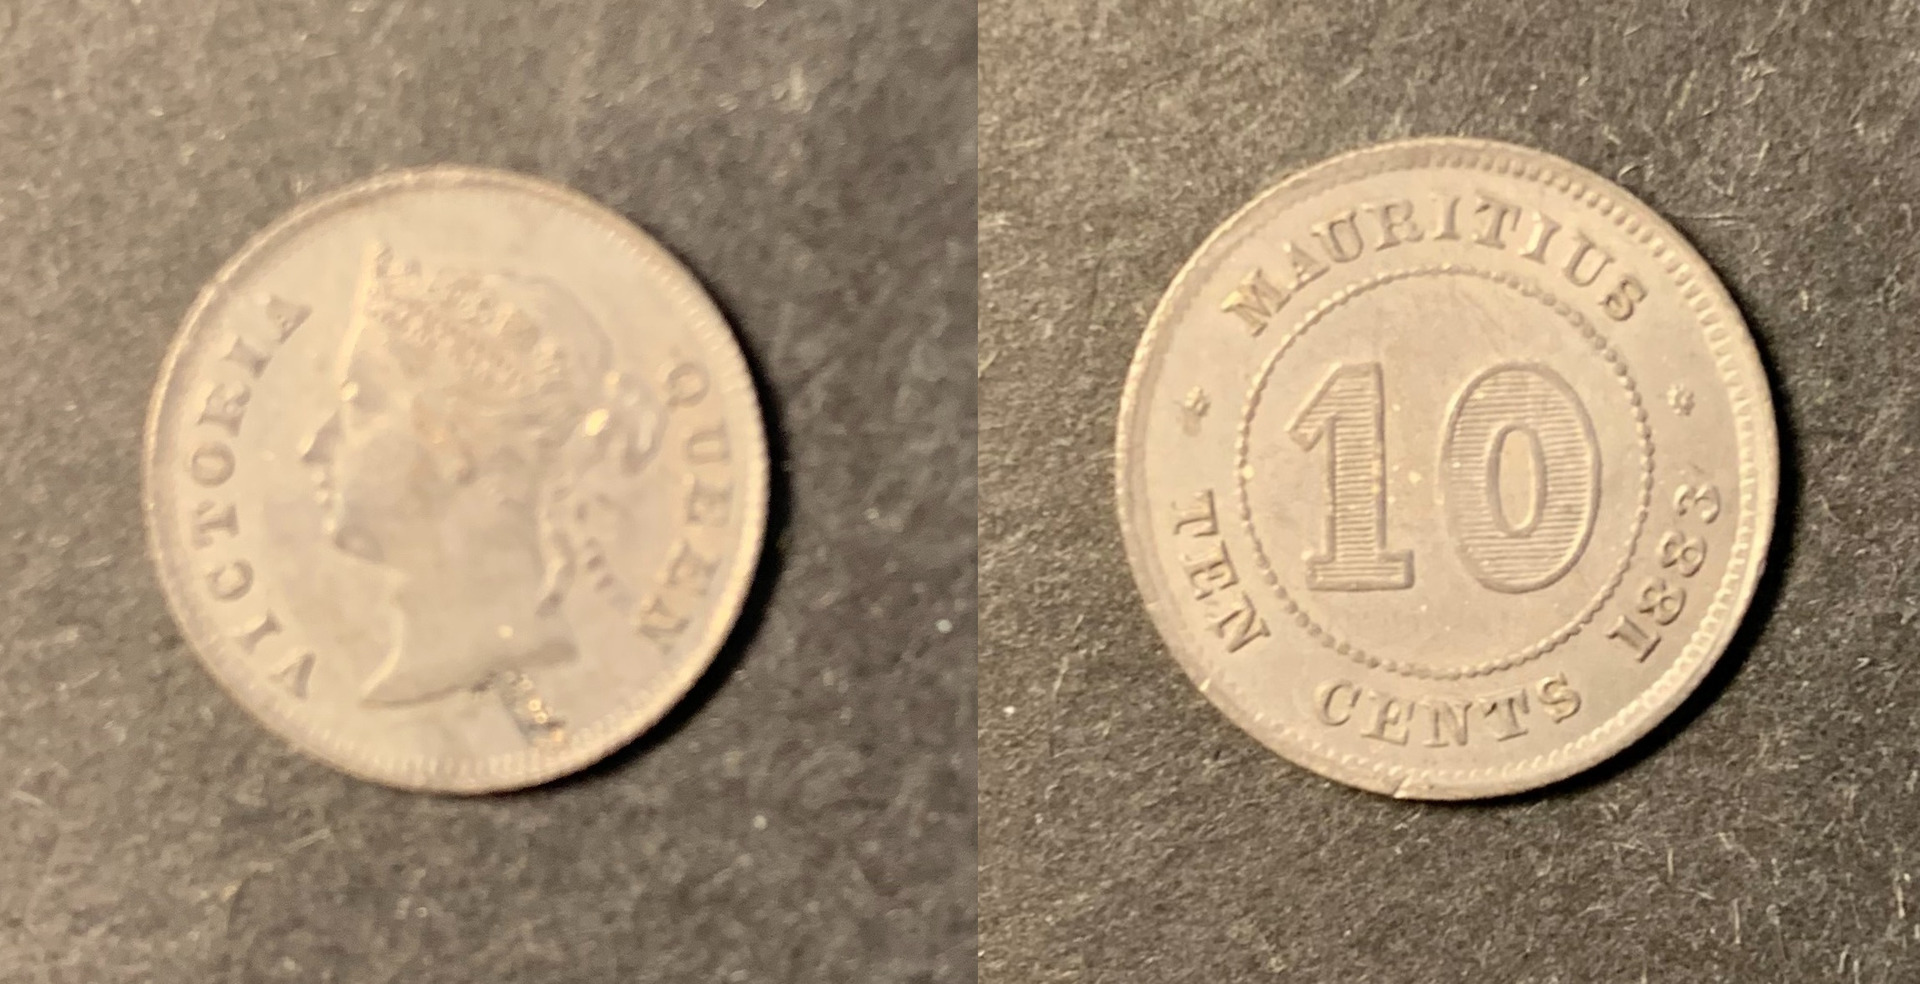 VICTORIA
QUEEN
MAURITIUS
10
TEN CENTS 1883